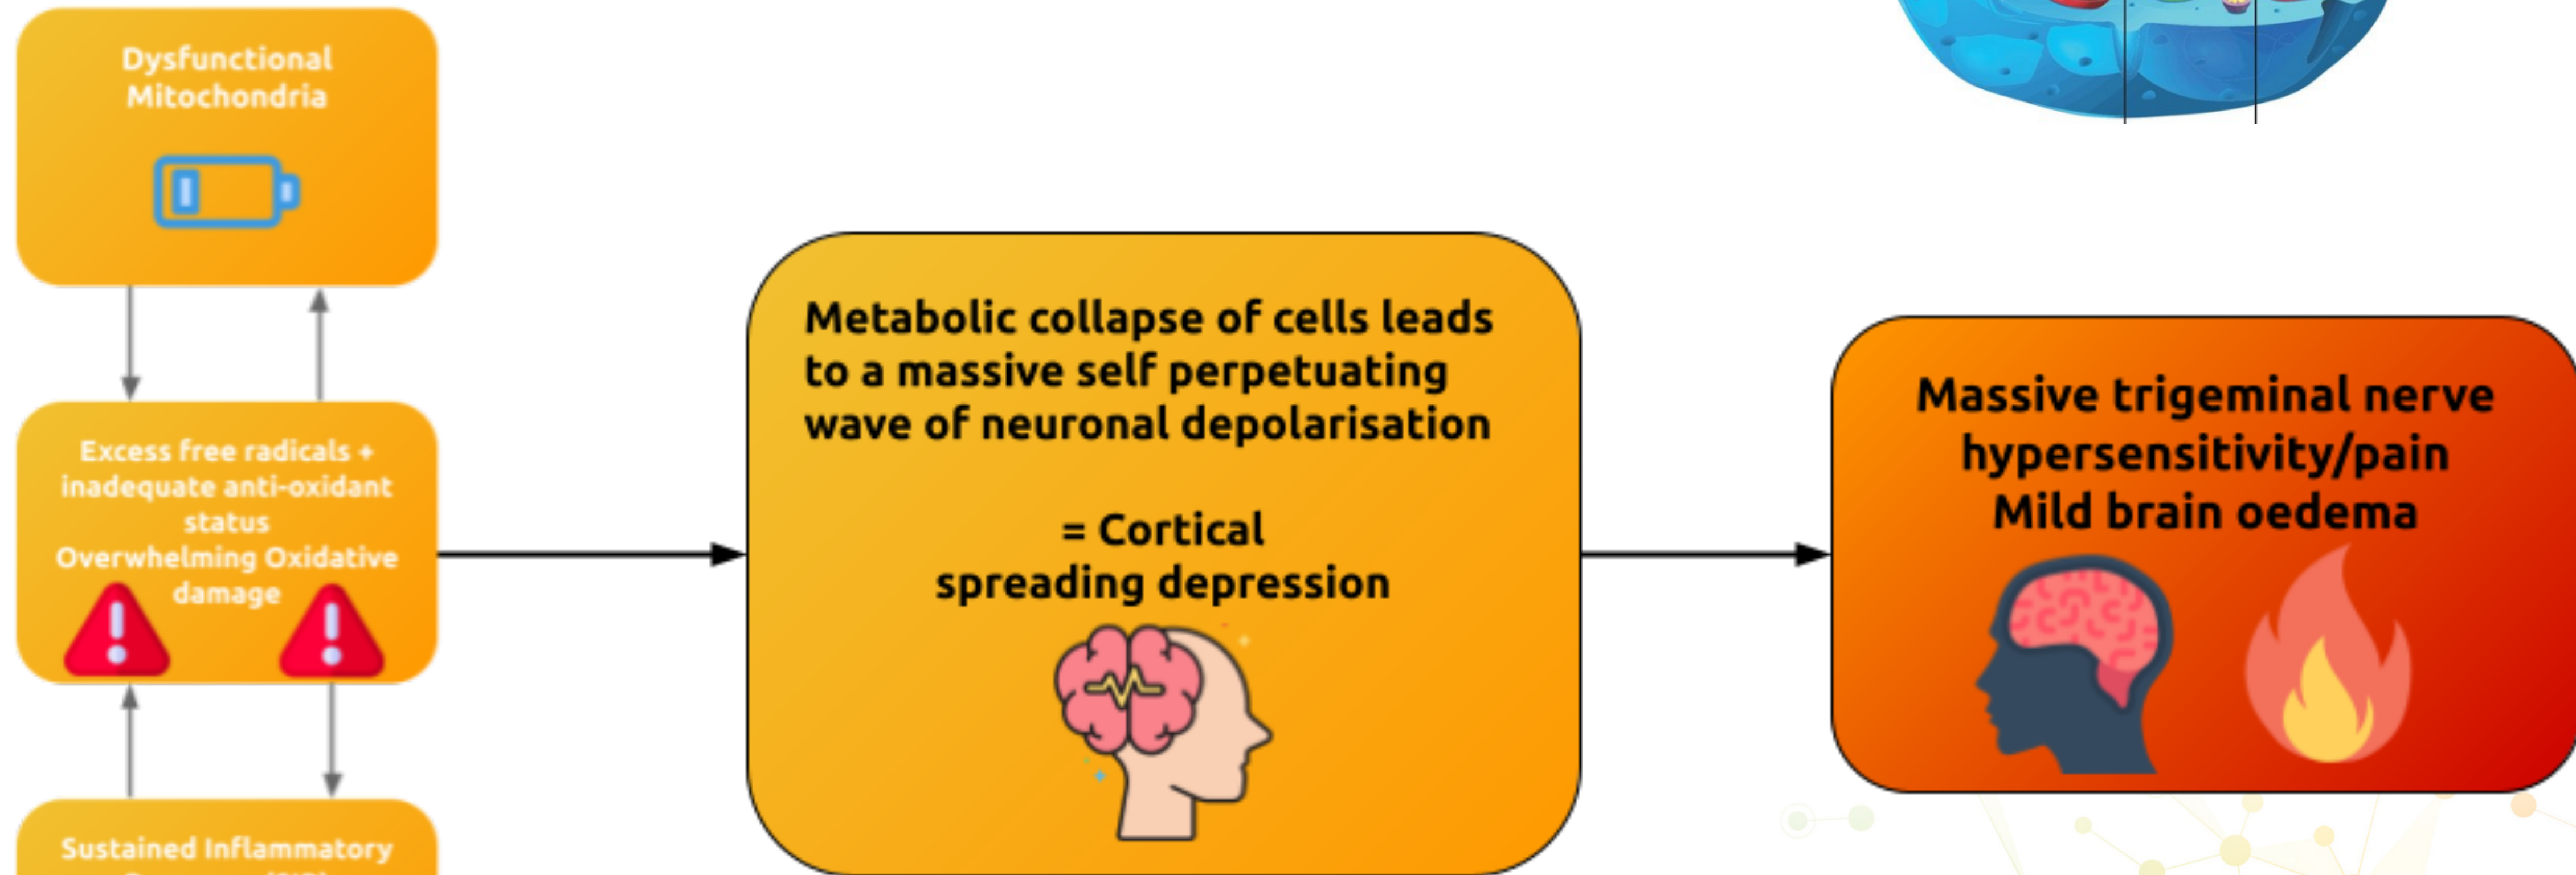 Dysfunctional
Mitochondria
Excess free radicals +
inadequate anti-oxidant
status
Overwhelming Oxidative
damage
Sustained Inflammatory
Metabolic collapse of cells leads
to a massive self perpetuating
wave of neuronal depolarisation
= Cortical
spreading depression
Massive trigeminal nerve
hypersensitivity/pain
Mild brain oedema